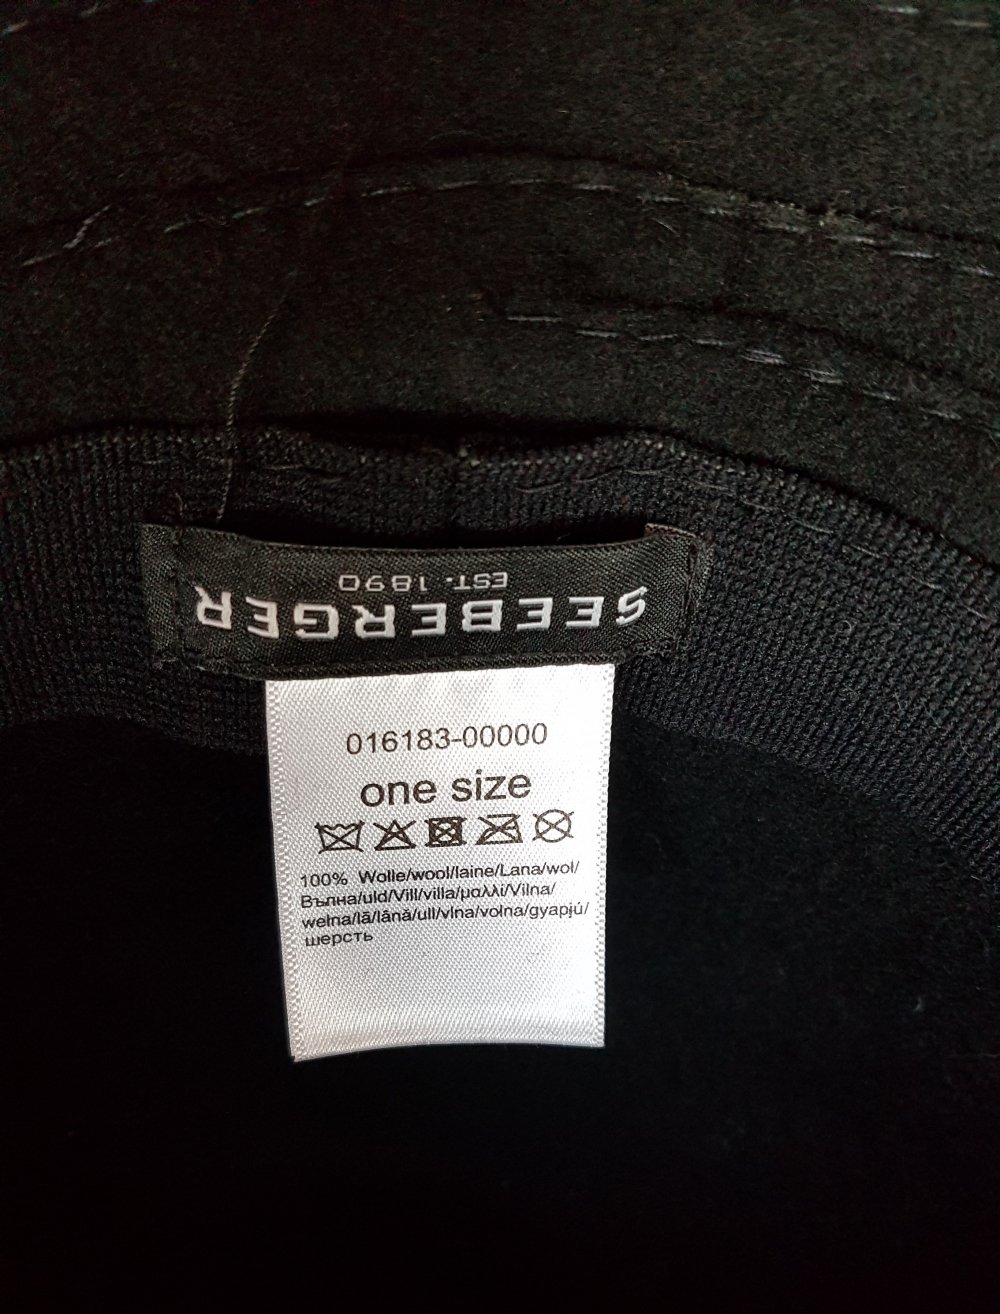 SEEBERGER
EST. 1890
016183-00000
one size
100% Wolle/wool/laine/Lana/wol/
Вълна/uld/Vill/villa/μαλλί/Vilna/
wełna/lã/lână/ull/vlna/volna/gyapjú/
шерсть